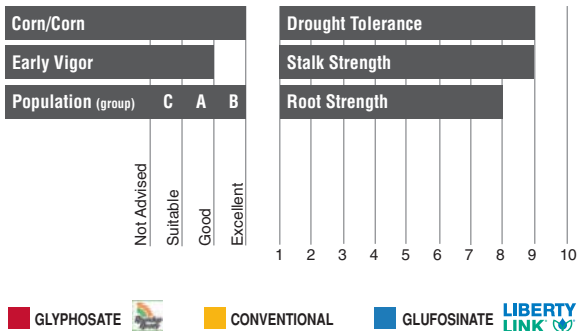 Corn/Corn
Early Vigor
Population (group) C A B
Not Advised
Suitable
Good
Excellent
Drought Tolerance
Stalk Strength
Root Strength
1 2 3 4 5 6 7 8 9 10
GLYPHOSATE
CONVENTIONAL
GLUFOSINATE
LIBERTY
LINK